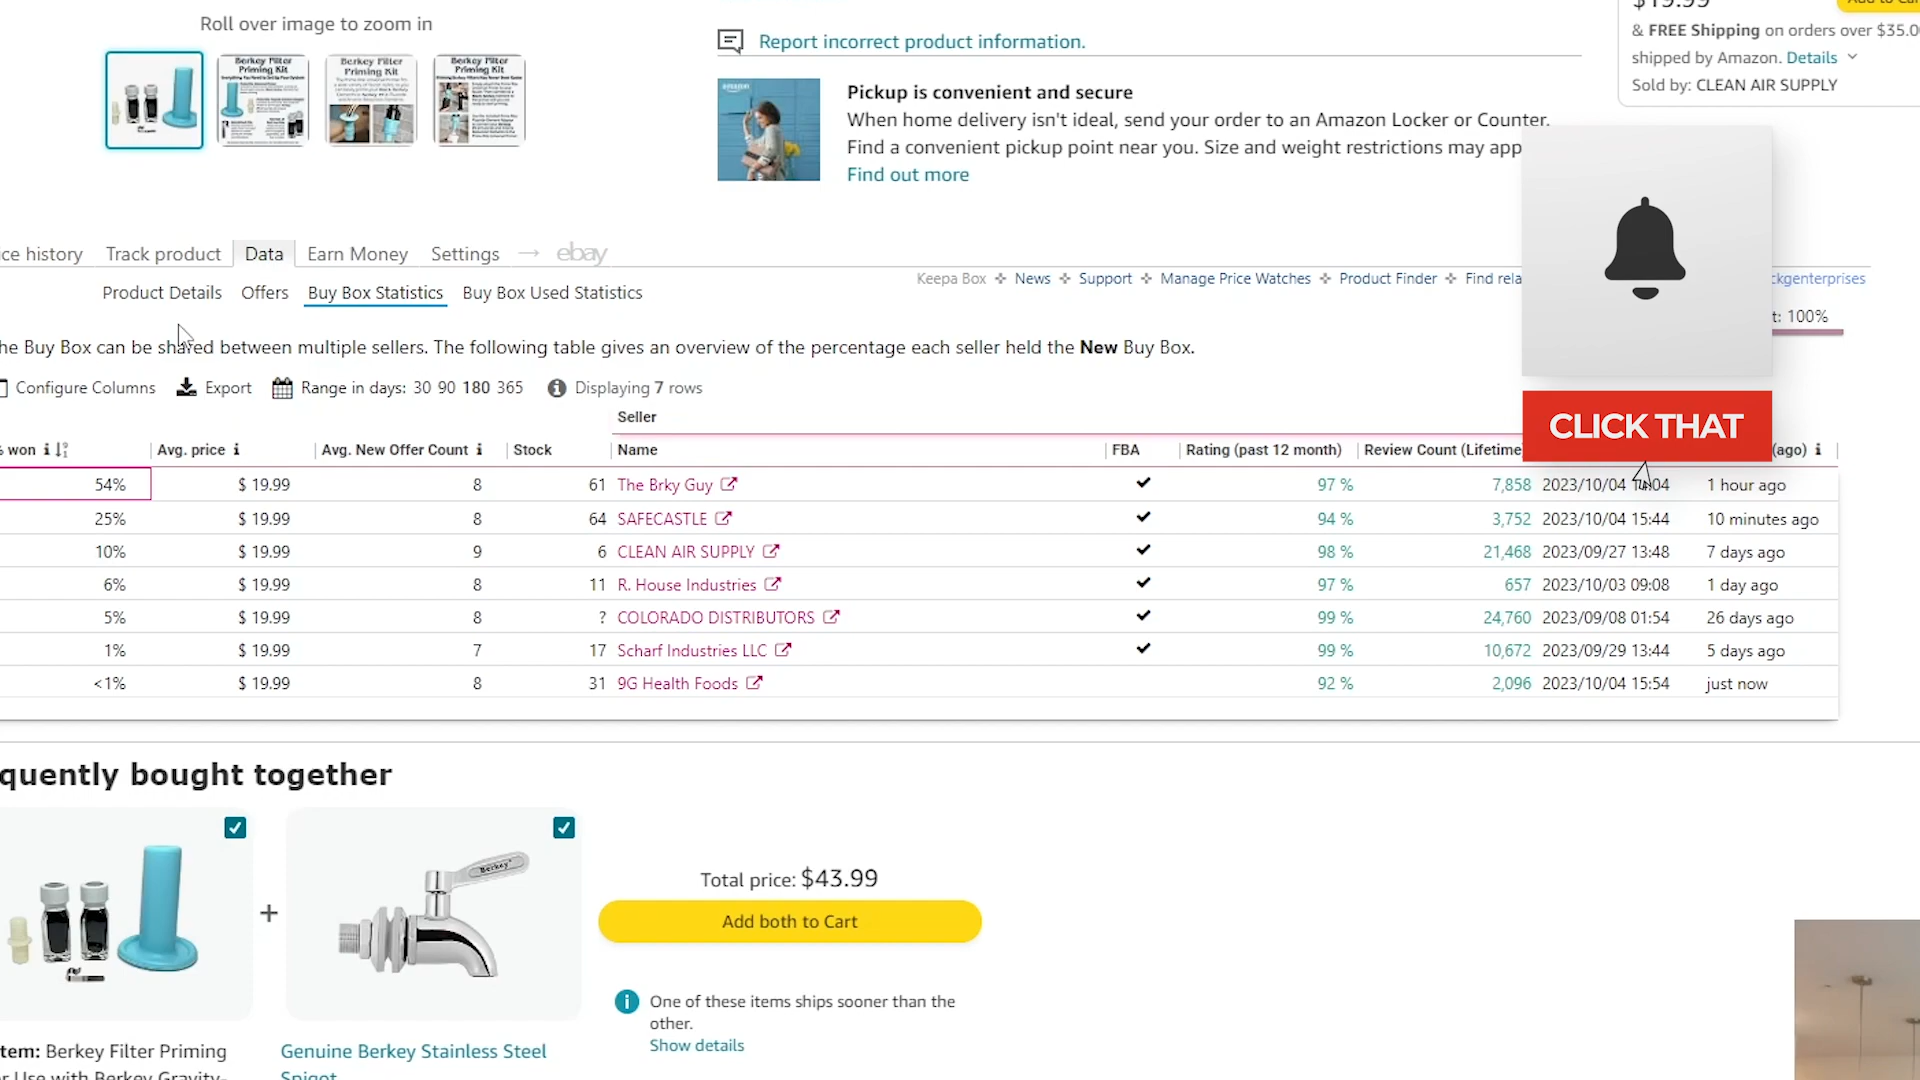 Roll over image to zoom in
Berkey Filter
Priming Kit
Berkey Filter
Priming Kit
Berkey Filter
Priming Kit
Report incorrect product information.
Pickup is convenient and secure
When home delivery isn't ideal, send your order to an Amazon Locker or Counter.
Find a convenient pickup point near you. Size and weight restrictions may app
Find out more
amazon
$19.99
& FREE Shipping on orders over $35.0
shipped by Amazon. Details
Sold by: CLEAN AIR SUPPLY
ice history Track product Data Earn Money Settings → ebay
Keepa Box News Support Manage Price Watches Product Finder Find rela ckgenterprises
Product Details Offers Buy Box Statistics Buy Box Used Statistics
t: 100%
he Buy Box can be shared between multiple sellers. The following table gives an overview of the percentage each seller held the New Buy Box.
Configure Columns Export Range in days: 30 90 180 365 Displaying 7 rows
CLICK THAT
Seller
% won Avg. price Avg. New Offer Count Stock Name FBA Rating (past 12 month) Review Count (Lifetime (ago)
54% $ 19.99 8 61 The Brky Guy 97 % 7,858 2023/10/04 14:04 1 hour ago
25% $ 19.99 8 64 SAFECASTLE 94 % 3,752 2023/10/04 15:44 10 minutes ago
10% $ 19.99 9 6 CLEAN AIR SUPPLY 98 % 21,468 2023/09/27 13:48 7 days ago
6% $ 19.99 8 11 R. House Industries 97 % 657 2023/10/03 09:08 1 day ago
5% $ 19.99 8 ? COLORADO DISTRIBUTORS 99 % 24,760 2023/09/08 01:54 26 days ago
1% $ 19.99 7 17 Scharf Industries LLC 99 % 10,672 2023/09/29 13:44 5 days ago
<1% $ 19.99 8 31 9G Health Foods 92 % 2,096 2023/10/04 15:54 just now
quently bought together
+
Berkey
Total price: $43.99
Add both to Cart
One of these items ships sooner than the
other.
Show details
tem: Berkey Filter Priming
r Use with Berkey Gravity-
Genuine Berkey Stainless Steel
Spigot